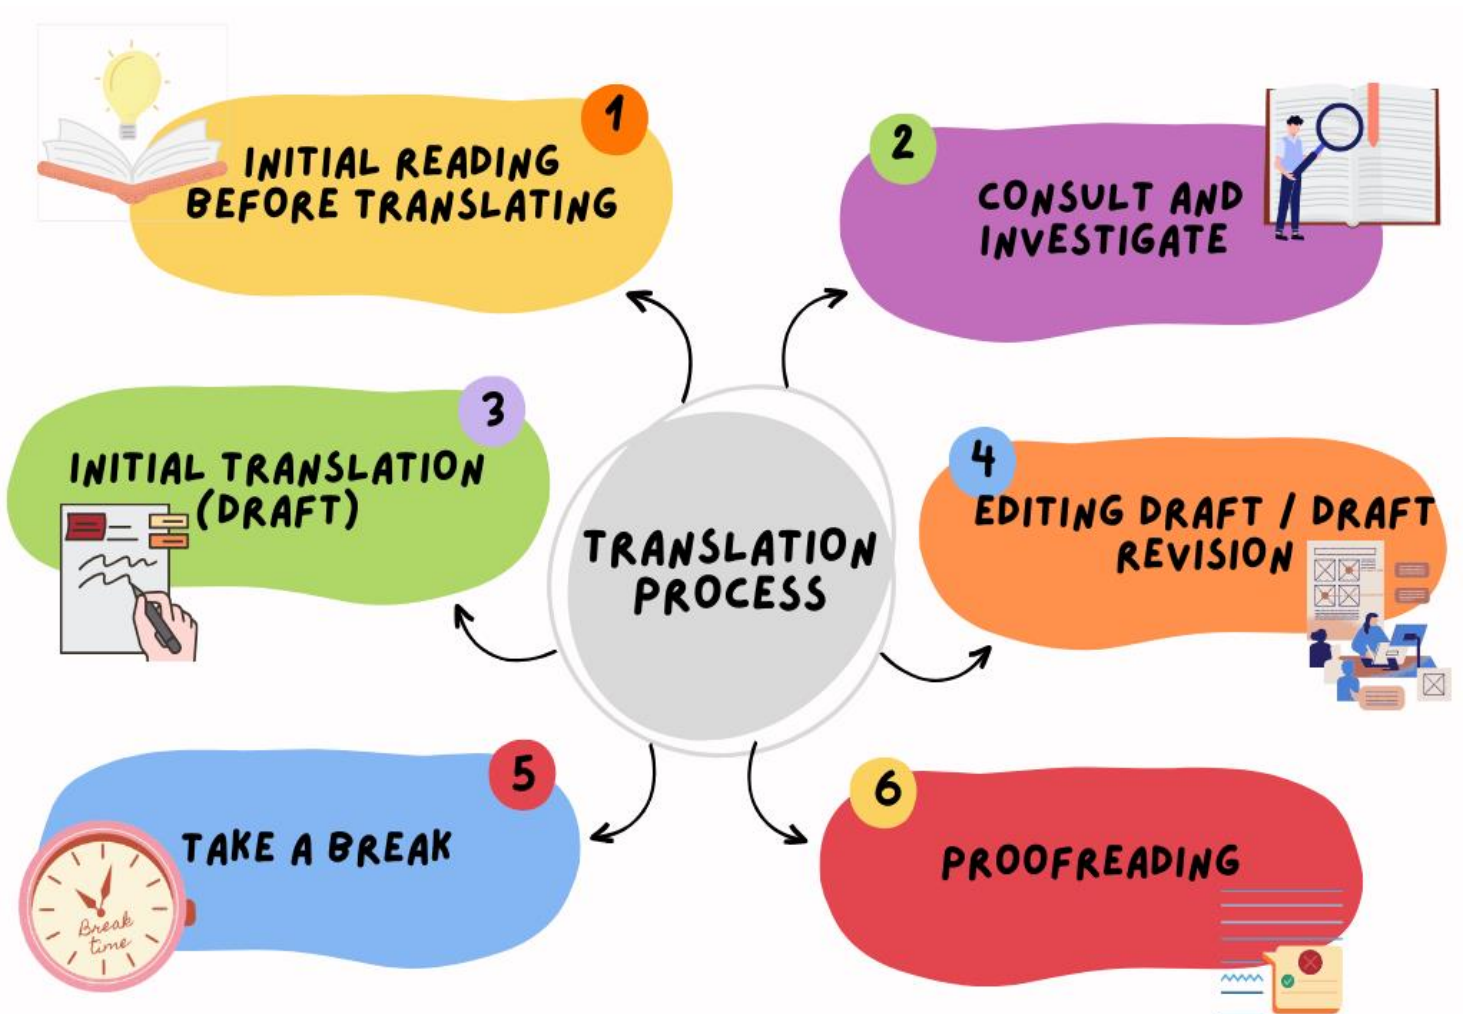 1
INITIAL READING
BEFORE TRANSLATING
2
CONSULT AND
INVESTIGATE
3
INITIAL TRANSLATION
(DRAFT)
4
EDITING DRAFT / DRAFT
REVISION
TRANSLATION
PROCESS
5
TAKE A BREAK
Break
time
6
PROOFREADING